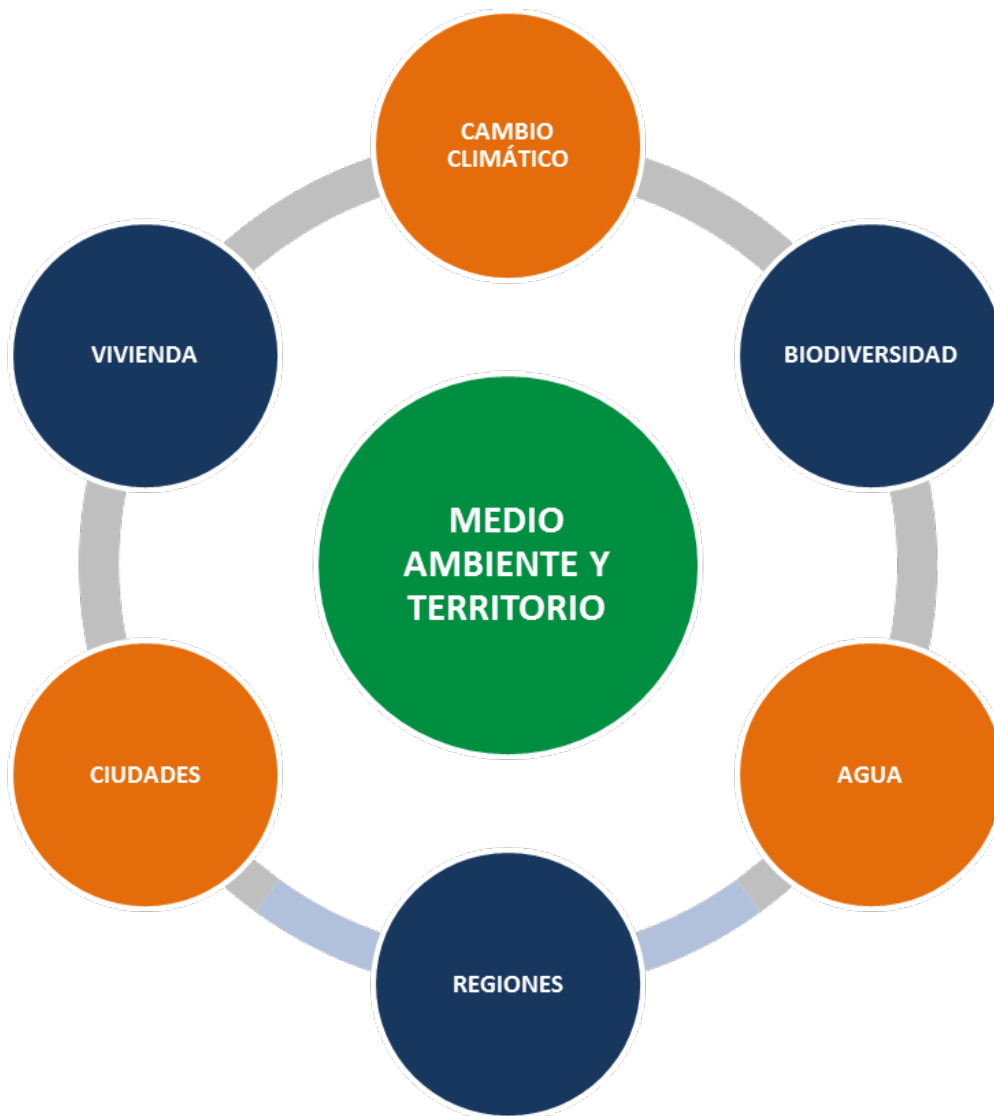 CAMBIO
CLIMÁTICO
VIVIENDA
BIODIVERSIDAD
MEDIO
AMBIENTE Y
TERRITORIO
CIUDADES
AGUA
REGIONES